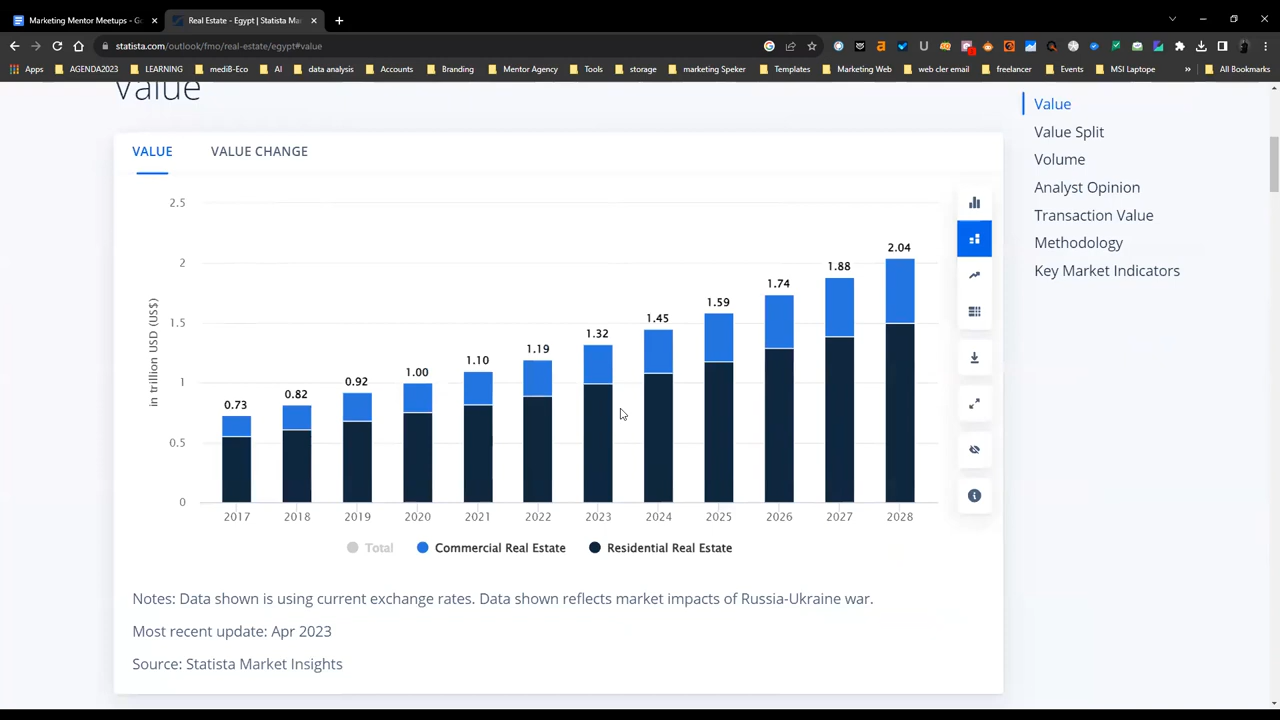 Marketing Mentor Meetups - Go
Real Estate - Egypt | Statista Ma
statista.com/outlook/fmo/real-estate/egypt#value
Apps AGENDA2023 LEARNING mediB-Eco AI data analysis Accounts Branding Mentor Agency Tools storage marketing Speker Templates Marketing Web web cler email freelancer Events MSI Laptope » All Bookmarks
Value
VALUE VALUE CHANGE
in trillion USD (US$)
2.5
2
1.5
1
0.5
0
0.73 0.82 0.92 1.00 1.10 1.19 1.32 1.45 1.59 1.74 1.88 2.04
2017 2018 2019 2020 2021 2022 2023 2024 2025 2026 2027 2028
Total Commercial Real Estate Residential Real Estate
Notes: Data shown is using current exchange rates. Data shown reflects market impacts of Russia-Ukraine war.
Most recent update: Apr 2023
Source: Statista Market Insights
Value
Value Split
Volume
Analyst Opinion
Transaction Value
Methodology
Key Market Indicators